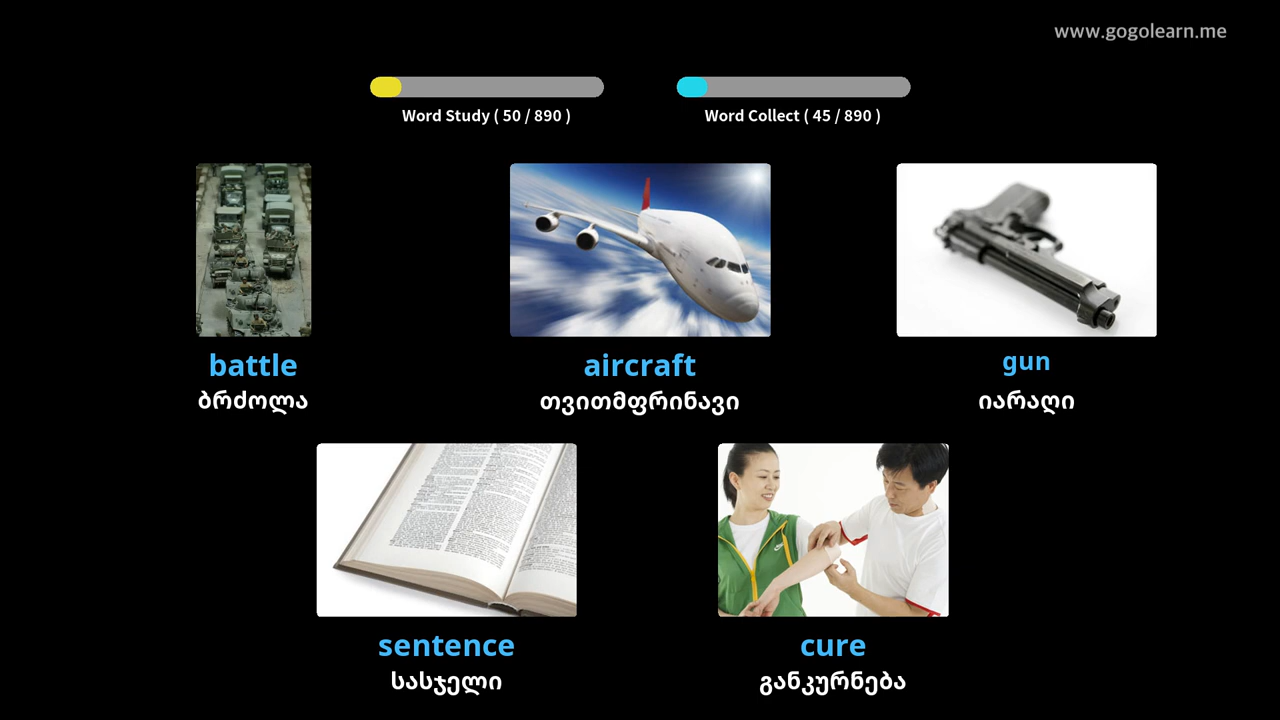 www.gogolearn.me
Word Study ( 50 / 890 )
Word Collect ( 45 / 890 )
battle
ბრძოლა
aircraft
თვითმფრინავი
gun
იარაღი
sentence
სასჯელი
cure
განკურნება